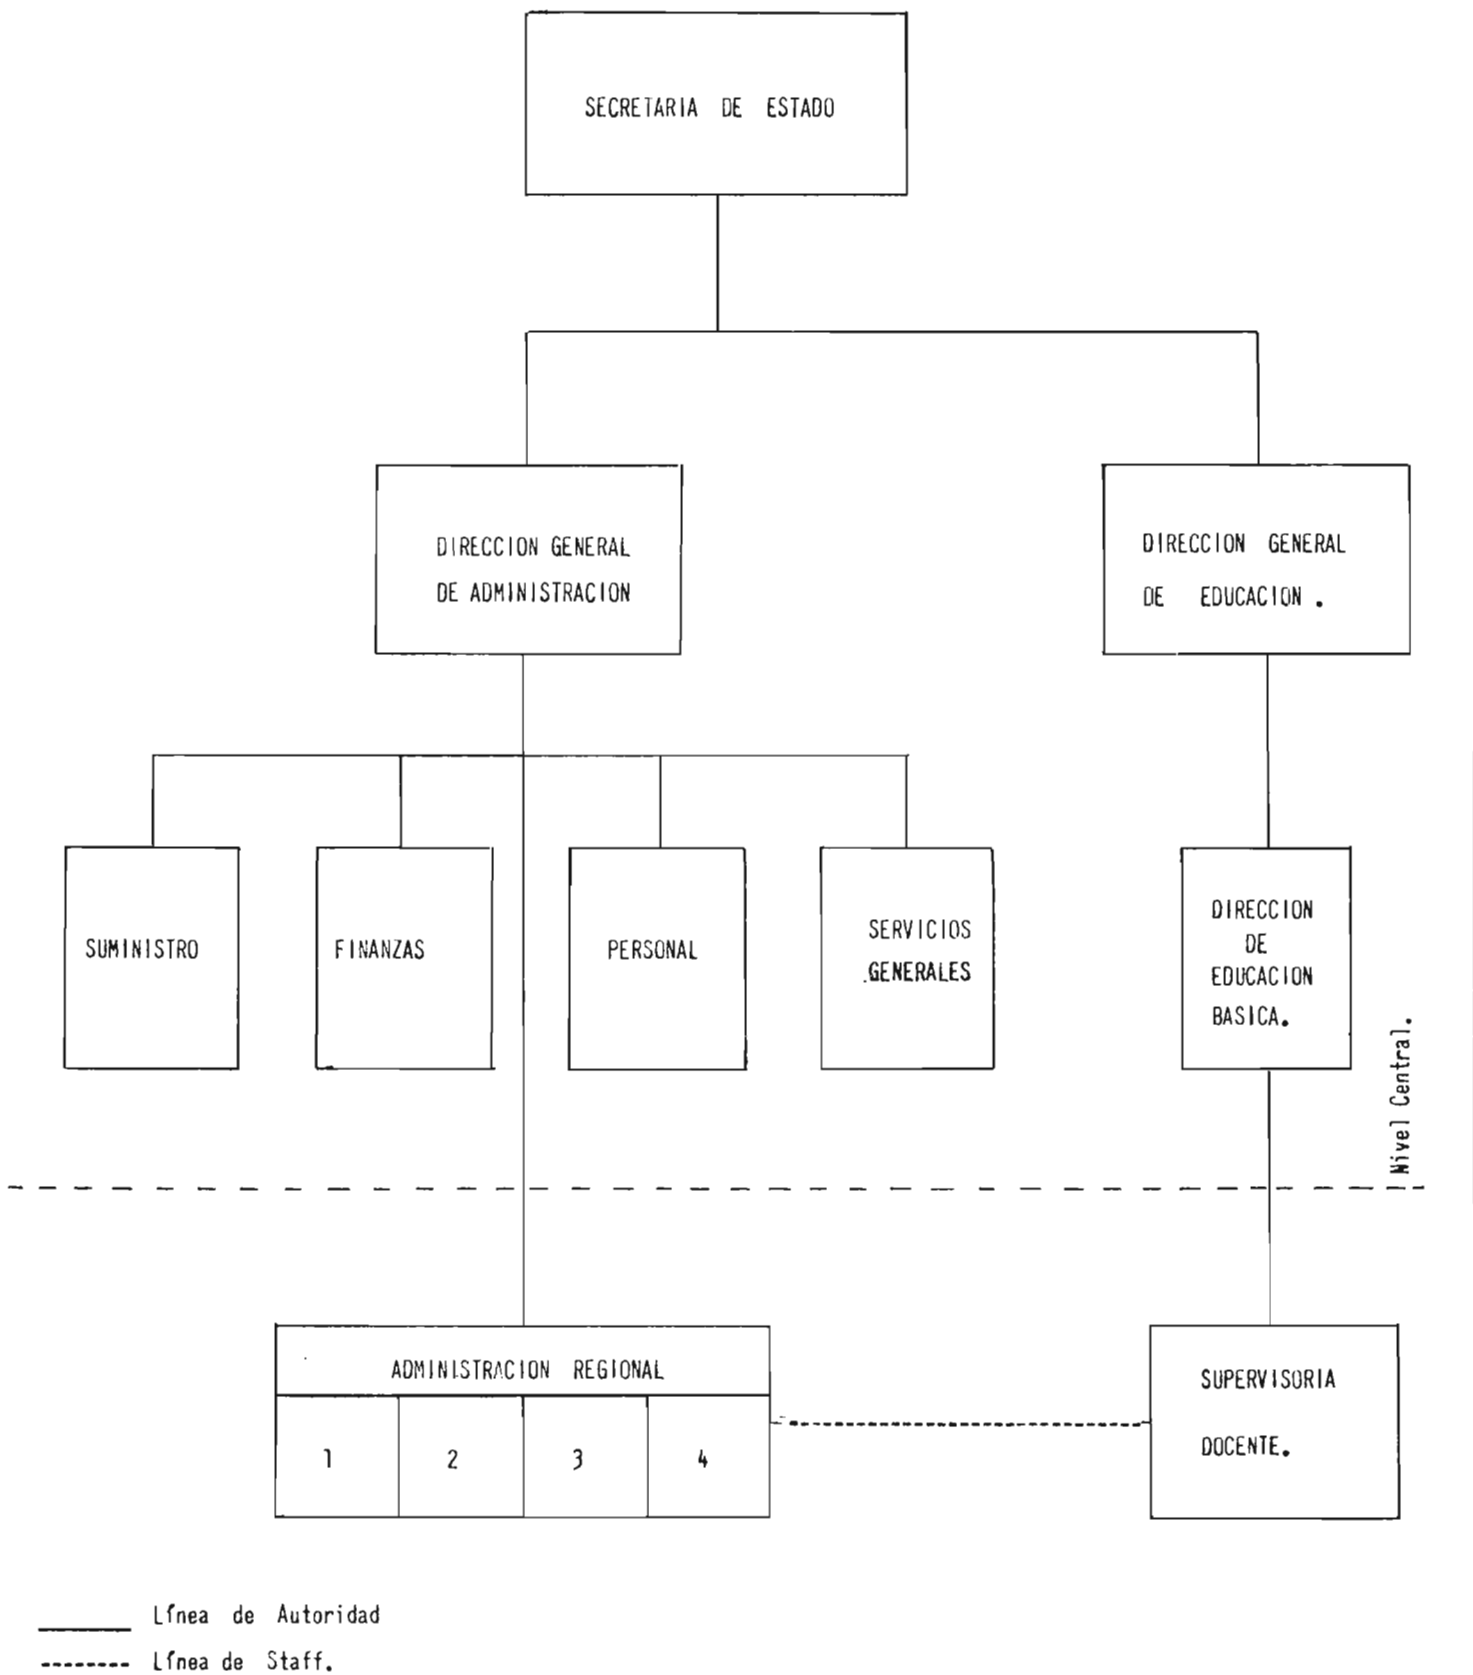 SECRETARIA DE ESTADO
DIRECCION GENERAL
DE ADMINISTRACION
DIRECCION GENERAL
DE EDUCACION .
SUMINISTRO
FINANZAS
PERSONAL
SERVICIOS
GENERALES
DIRECCION
DE
EDUCACION
BASICA.
Nivel Central.
ADMINISTRACION REGIONAL
1 2 3 4
SUPERVISORIA
DOCENTE.
Línea de Autoridad
Línea de Staff.